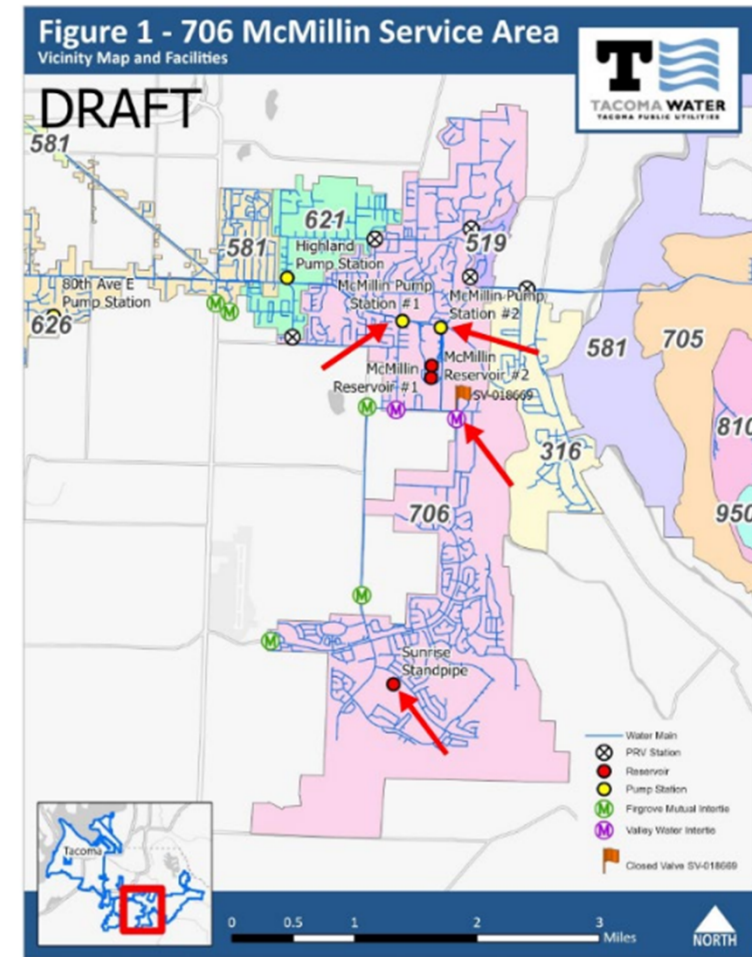 Figure 1 - 706 McMillin Service Area
Vicinity Map and Facilities
T
TACOMA WATER
TACOMA PUBLIC UTILITIES
DRAFT
581
621
581
519
Highland
Pump Station
80th Ave E
Pump Station
626
McMillin Pump
Station #1
McMillin Pump
Station #2
McMillin
Reservoir #1
McMillin
Reservoir #2
SV-018669
M
M
M
M
M
581
705
810
316
950
706
M
M
Sunrise
Standpipe
Water Main
PRV Station
Reservoir
Pump Station
M Firgrove Mutual Intertie
M Valley Water Intertie
Closed Valve SV-018669
Tacoma
0 0.5 1 2 3
Miles
NORTH